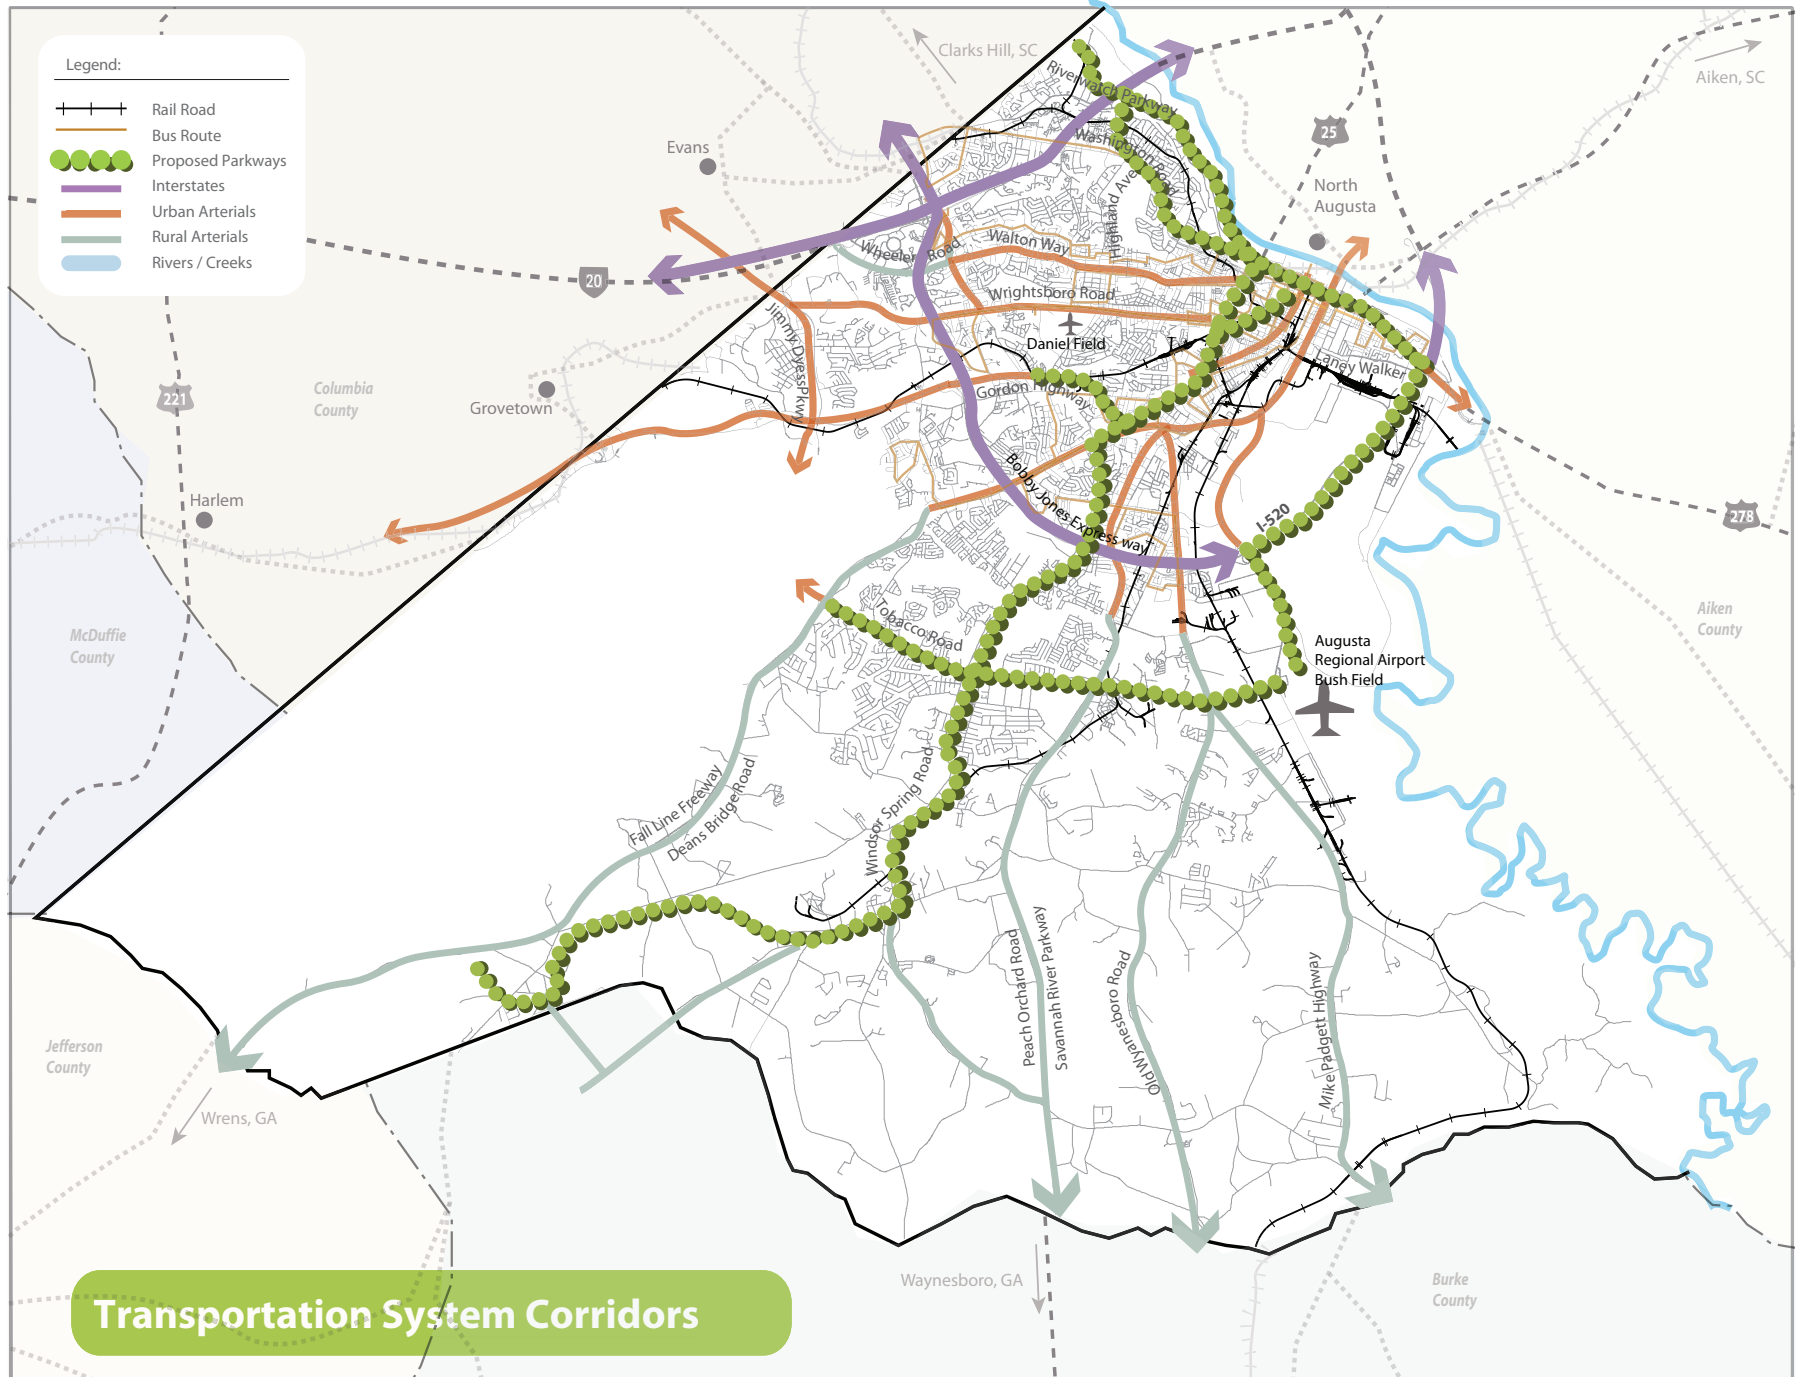 Legend:
Rail Road
Bus Route
Proposed Parkways
Interstates
Urban Arterials
Rural Arterials
Rivers / Creeks
Clarks Hill, SC
Aiken, SC
Riverwatch Parkway
Washington Road
Evans
25
North
Augusta
Highland Ave
Walton Way
Wheeler Road
20
Wrightsboro Road
Jimmy DyessPkwy
Daniel Field
Laney Walker
Gordon Highway
221
Columbia
County
Grovetown
Harlem
Bobby Jones Express way
I-520
278
McDuffie
County
Tobacco Road
Aiken
County
Augusta
Regional Airport
Bush Field
Fall Line Freeway
Deans Bridge Road
Windsor Spring Road
Peach Orchard Road
Savannah River Parkway
Old Wyanesboro Road
Mike Padgett Highway
Jefferson
County
Wrens, GA
Waynesboro, GA
Burke
County
Transportation System Corridors